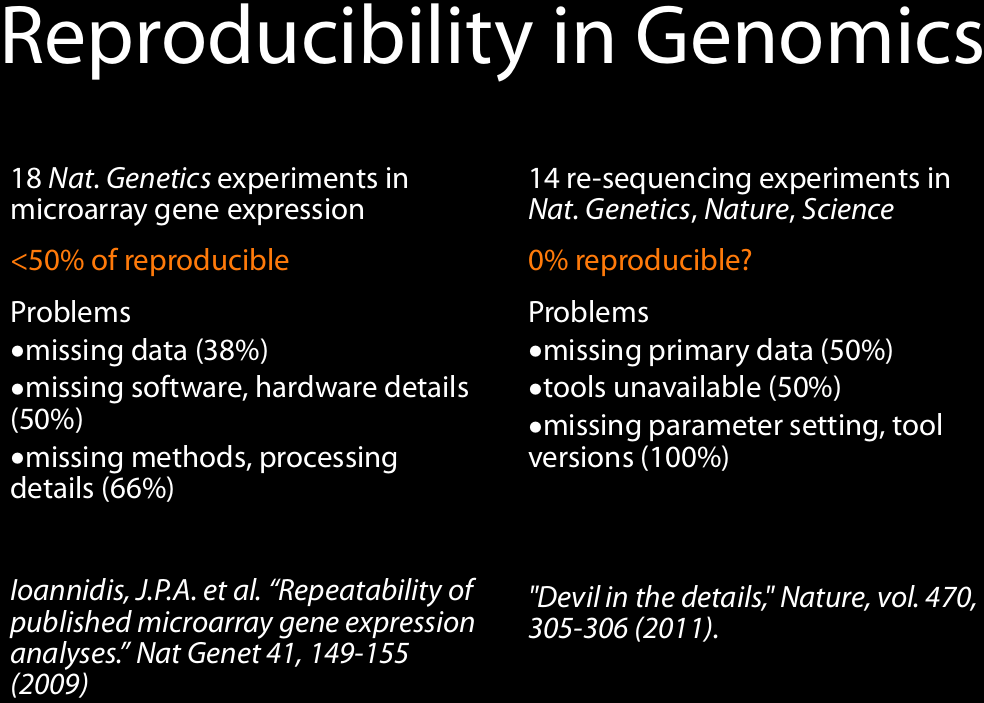 Reproducibility in Genomics
18 Nat. Genetics experiments in
microarray gene expression
<50% of reproducible
Problems
•missing data (38%)
•missing software, hardware details
(50%)
•missing methods, processing
details (66%)
Ioannidis, J.P.A. et al. “Repeatability of
published microarray gene expression
analyses.” Nat Genet 41, 149-155
(2009)
14 re-sequencing experiments in
Nat. Genetics, Nature, Science
0% reproducible?
Problems
•missing primary data (50%)
•tools unavailable (50%)
•missing parameter setting, tool
versions (100%)
"Devil in the details," Nature, vol. 470,
305-306 (2011).